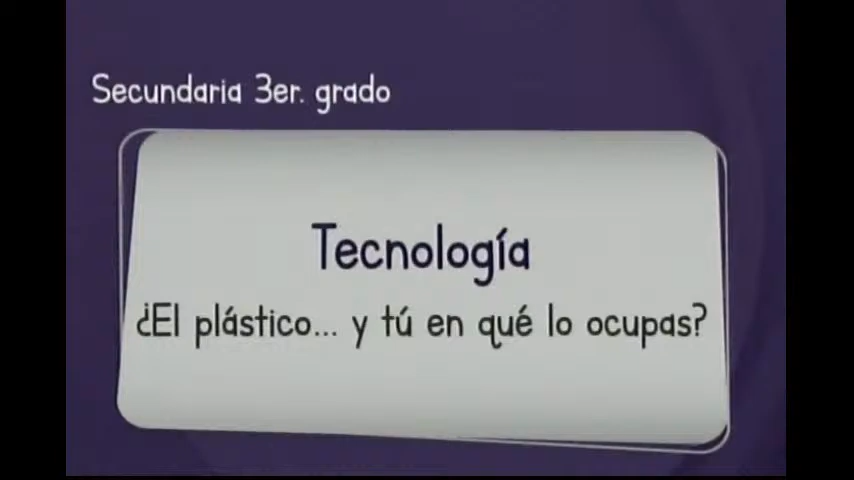 Secundaria 3er. grado
Tecnología
¿El plástico... y tú en qué lo ocupas?